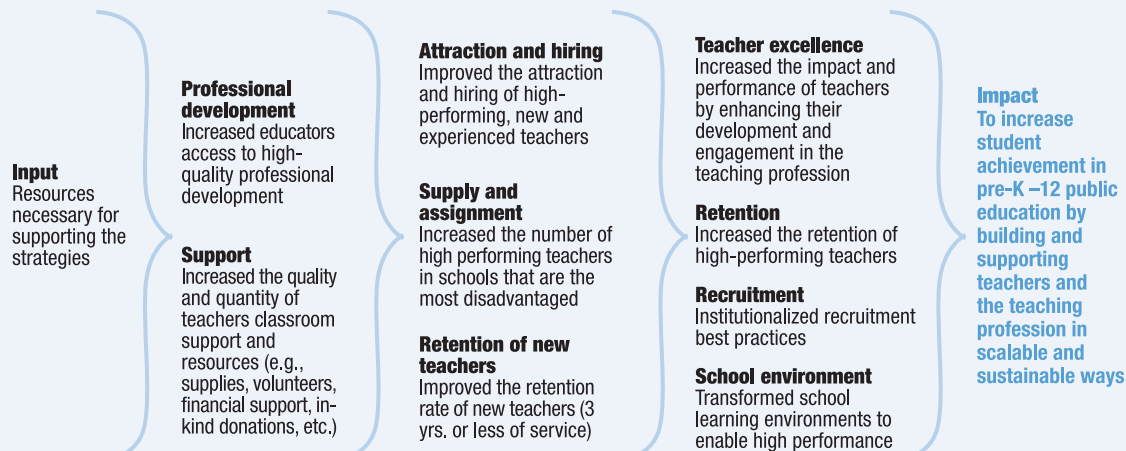 Input
Resources
necessary for
supporting the
strategies
Professional
development
Increased educators
access to high-
quality professional
development
Support
Increased the quality
and quantity of
teachers classroom
support and
resources (e.g.,
supplies, volunteers,
financial support, in-
kind donations, etc.)
Attraction and hiring
Improved the attraction
and hiring of high-
performing, new and
experienced teachers
Supply and
assignment
Increased the number of
high performing teachers
in schools that are the
most disadvantaged
Retention of new
teachers
Improved the retention
rate of new teachers (3
yrs. or less of service)
Teacher excellence
Increased the impact and
performance of teachers
by enhancing their
development and
engagement in the
teaching profession
Retention
Increased the retention of
high-performing teachers
Recruitment
Institutionalized recruitment
best practices
School environment
Transformed school
learning environments to
enable high performance
Impact
To increase
student
achievement in
pre-K –12 public
education by
building and
supporting
teachers and
the teaching
profession in
scalable and
sustainable ways